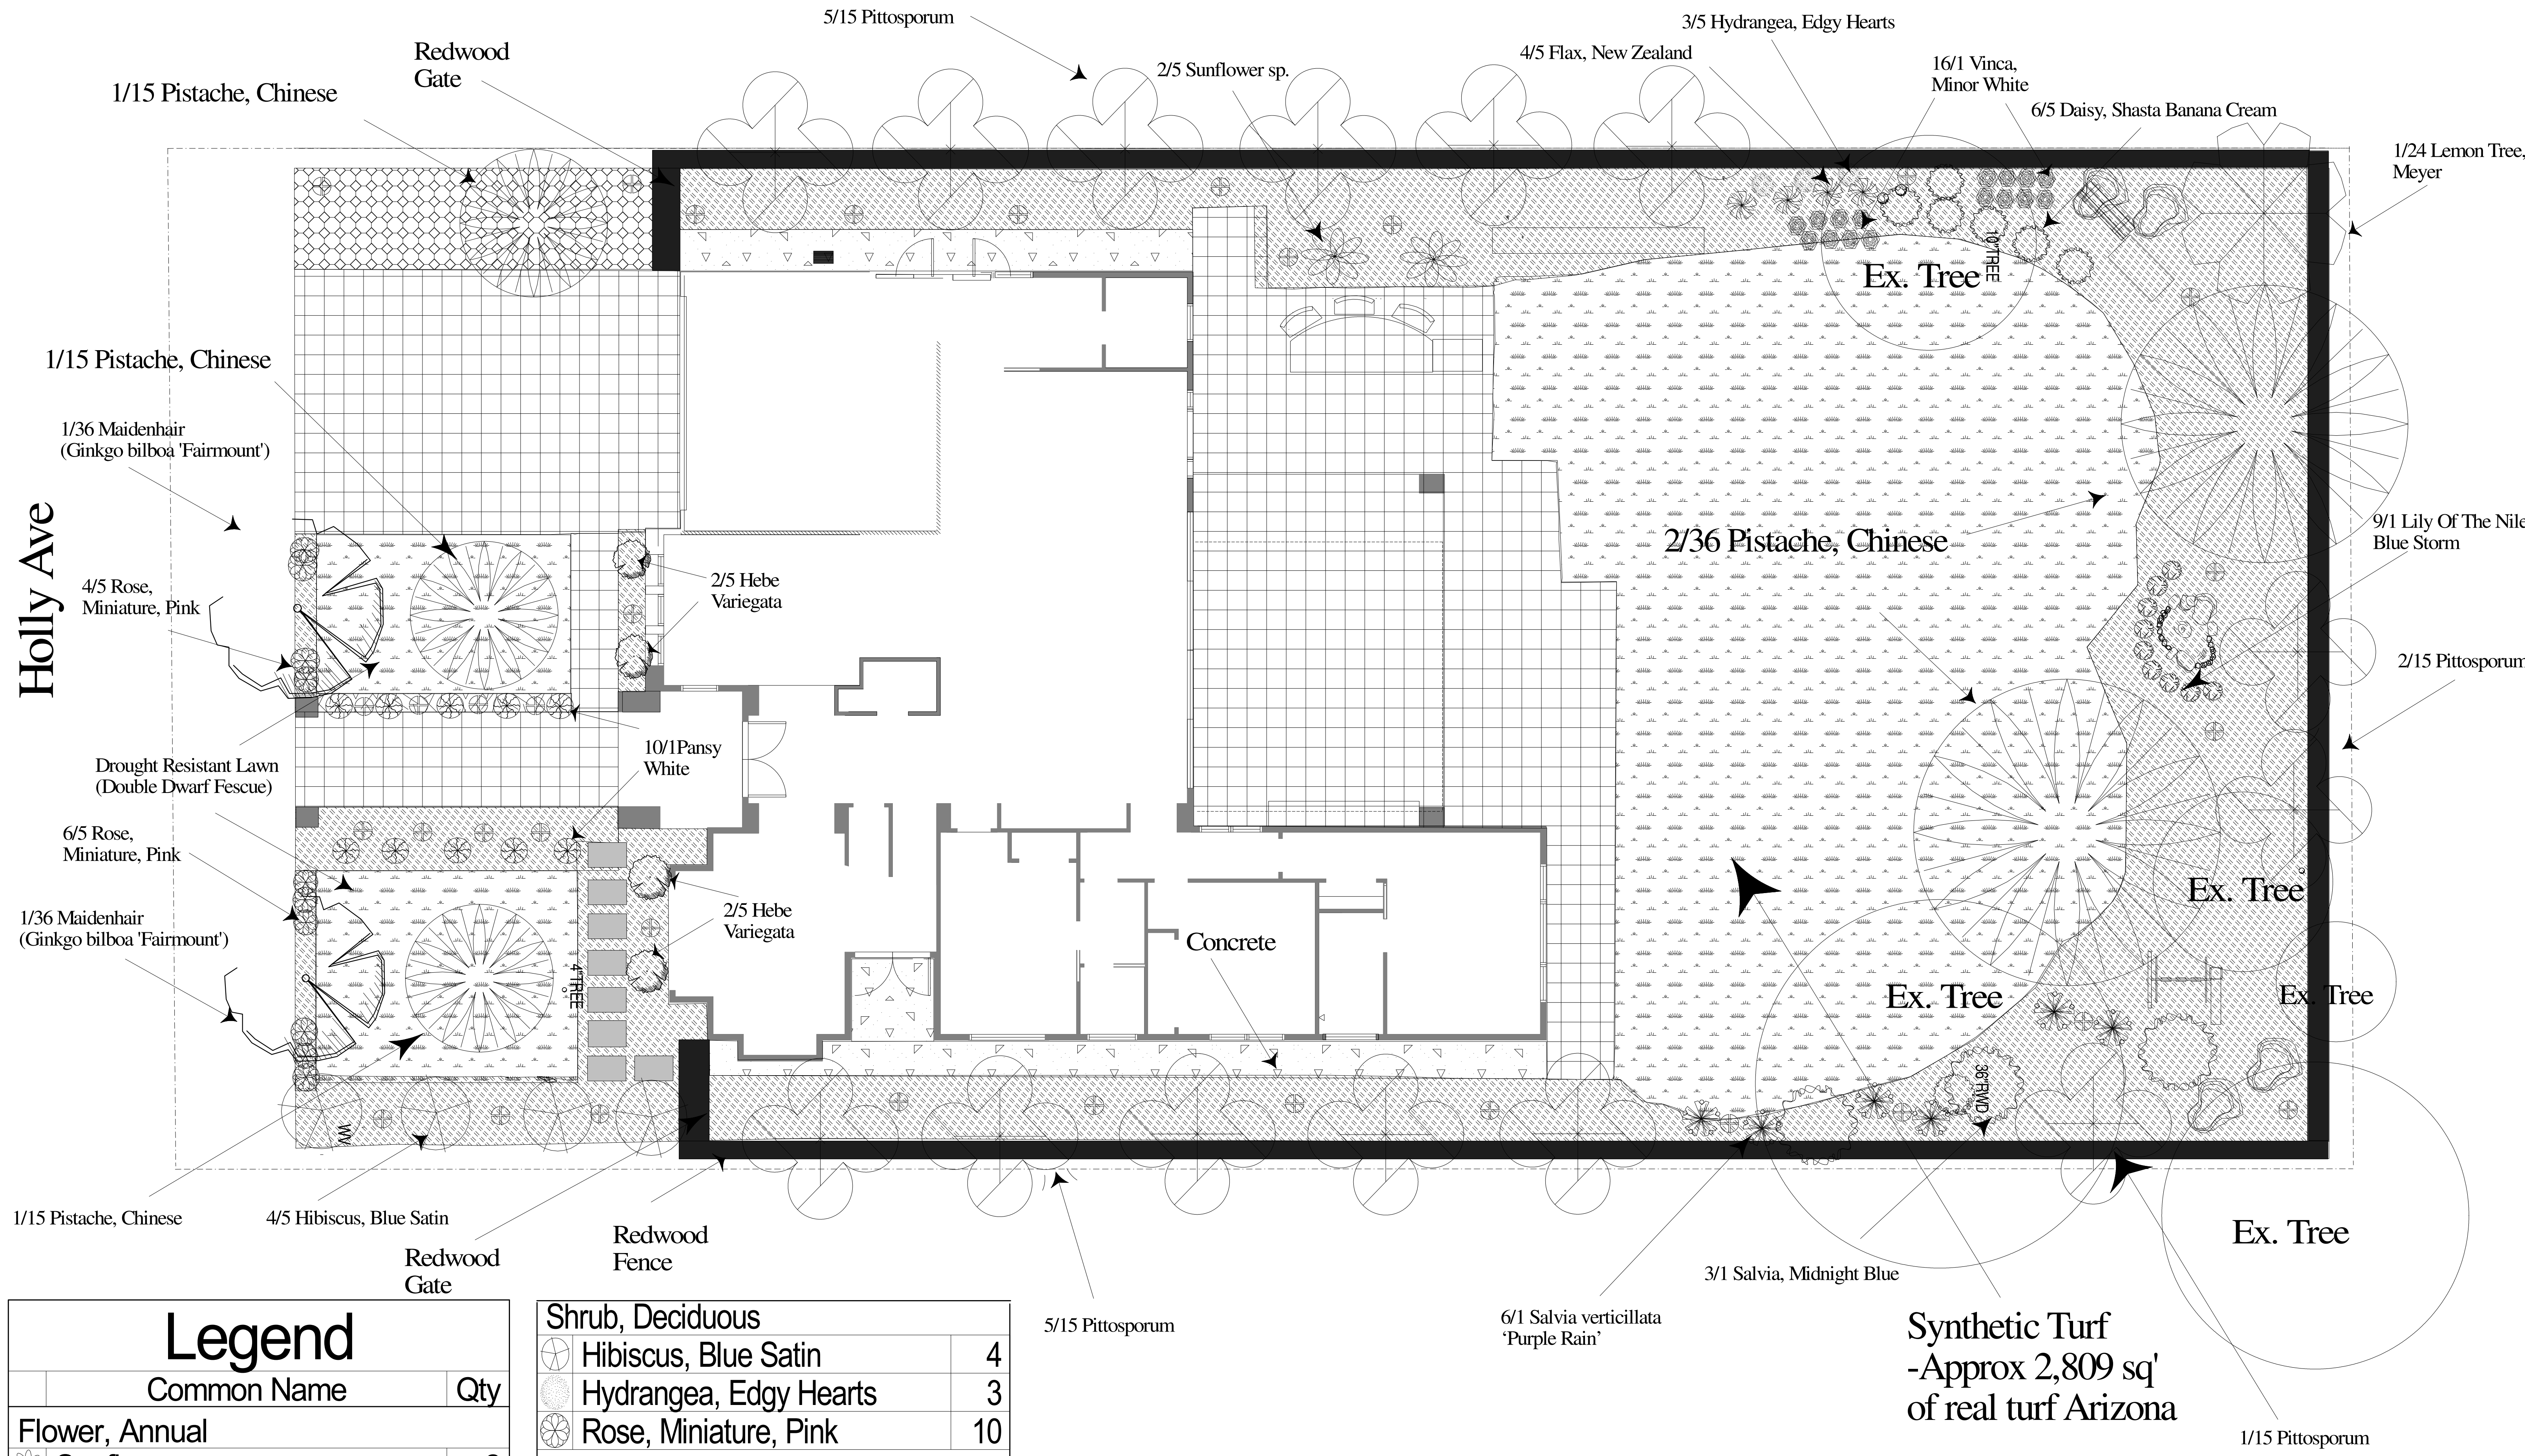 5/15 Pittosporum
3/5 Hydrangea, Edgy Hearts
Redwood
Gate
4/5 Flax, New Zealand
2/5 Sunflower sp.
16/1 Vinca,
Minor White
1/15 Pistache, Chinese
6/5 Daisy, Shasta Banana Cream
1/24 Lemon Tree,
Meyer
10"TREE
Ex. Tree
1/15 Pistache, Chinese
1/36 Maidenhair
(Ginkgo bilboa 'Fairmount')
Holly Ave
2/36 Pistache, Chinese
9/1 Lily Of The Nile
Blue Storm
4/5 Rose,
Miniature, Pink
2/5 Hebe
Variegata
2/15 Pittosporum
10/1Pansy
White
Drought Resistant Lawn
(Double Dwarf Fescue)
6/5 Rose,
Miniature, Pink
Ex. Tree
1/36 Maidenhair
(Ginkgo bilboa 'Fairmount')
2/5 Hebe
Variegata
Concrete
4"TREE
Ex. Tree
Ex. Tree
36"RWD
WV
1/15 Pistache, Chinese
4/5 Hibiscus, Blue Satin
Redwood
Gate
Redwood
Fence
Ex. Tree
3/1 Salvia, Midnight Blue
5/15 Pittosporum
6/1 Salvia verticillata
‘Purple Rain’
Synthetic Turf
-Approx 2,809 sq'
of real turf Arizona
1/15 Pittosporum
Legend
Common Name Qty
Flower, Annual
Shrub, Deciduous
Hibiscus, Blue Satin 4
Hydrangea, Edgy Hearts 3
Rose, Miniature, Pink 10